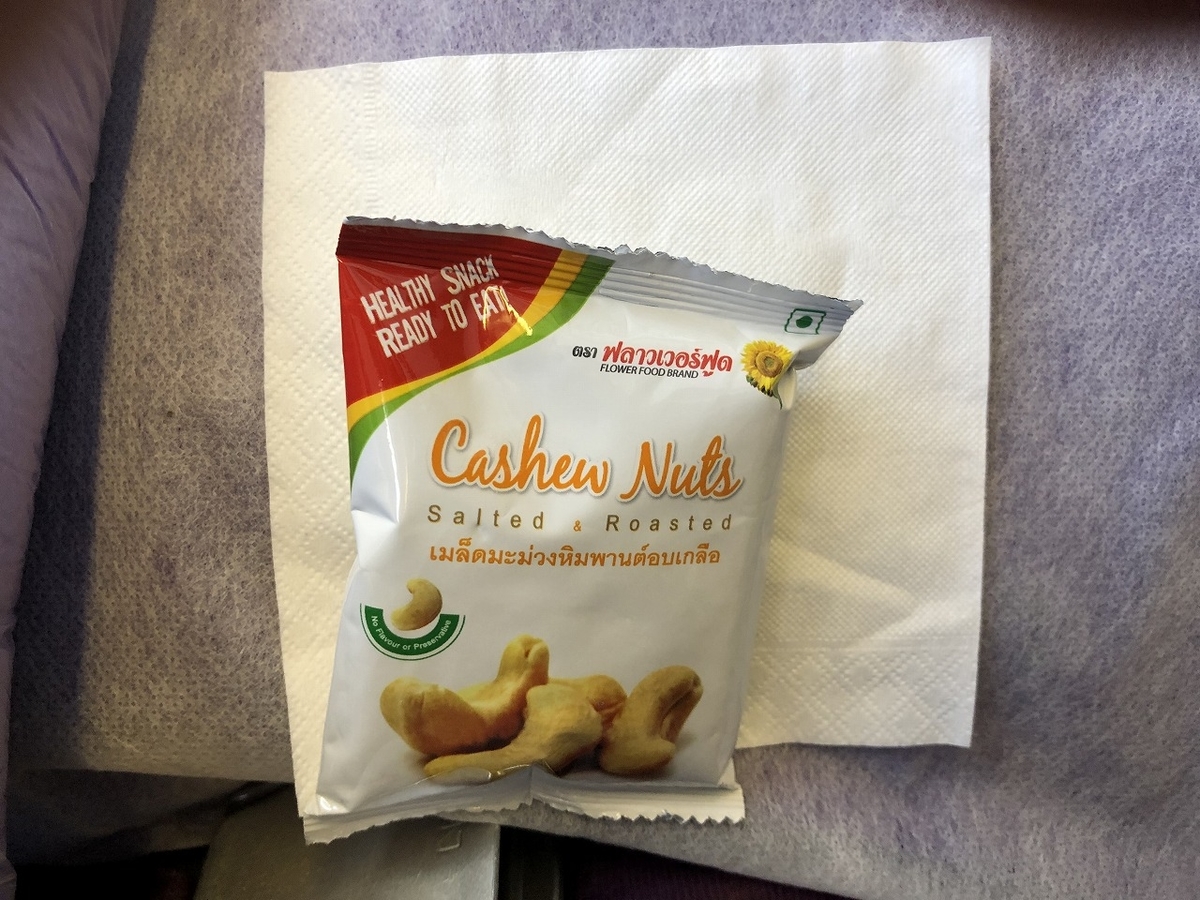 HEALTHY SNACK
READY TO EAT!
ตรา ฟลาวเวอร์ฟูด
FLOWER FOOD BRAND
Cashew Nuts
Salted & Roasted
เมล็ดมะม่วงหิมพานต์อบเกลือ
No Flavour or Preservative